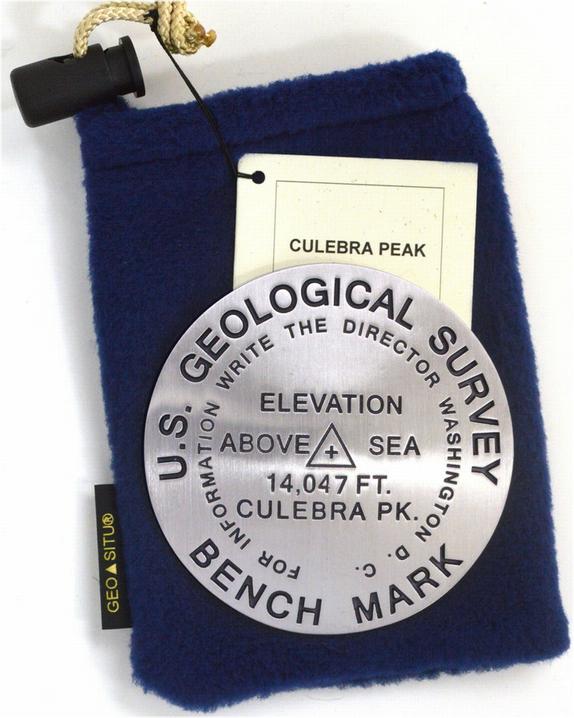 CULEBRA PEAK
U.S. GEOLOGICAL SURVEY
FOR INFORMATION WRITE THE DIRECTOR WASHINGTON D. C.
ELEVATION
ABOVE SEA
14,047 FT.
CULEBRA PK.
BENCH MARK
GEO▲SITU®